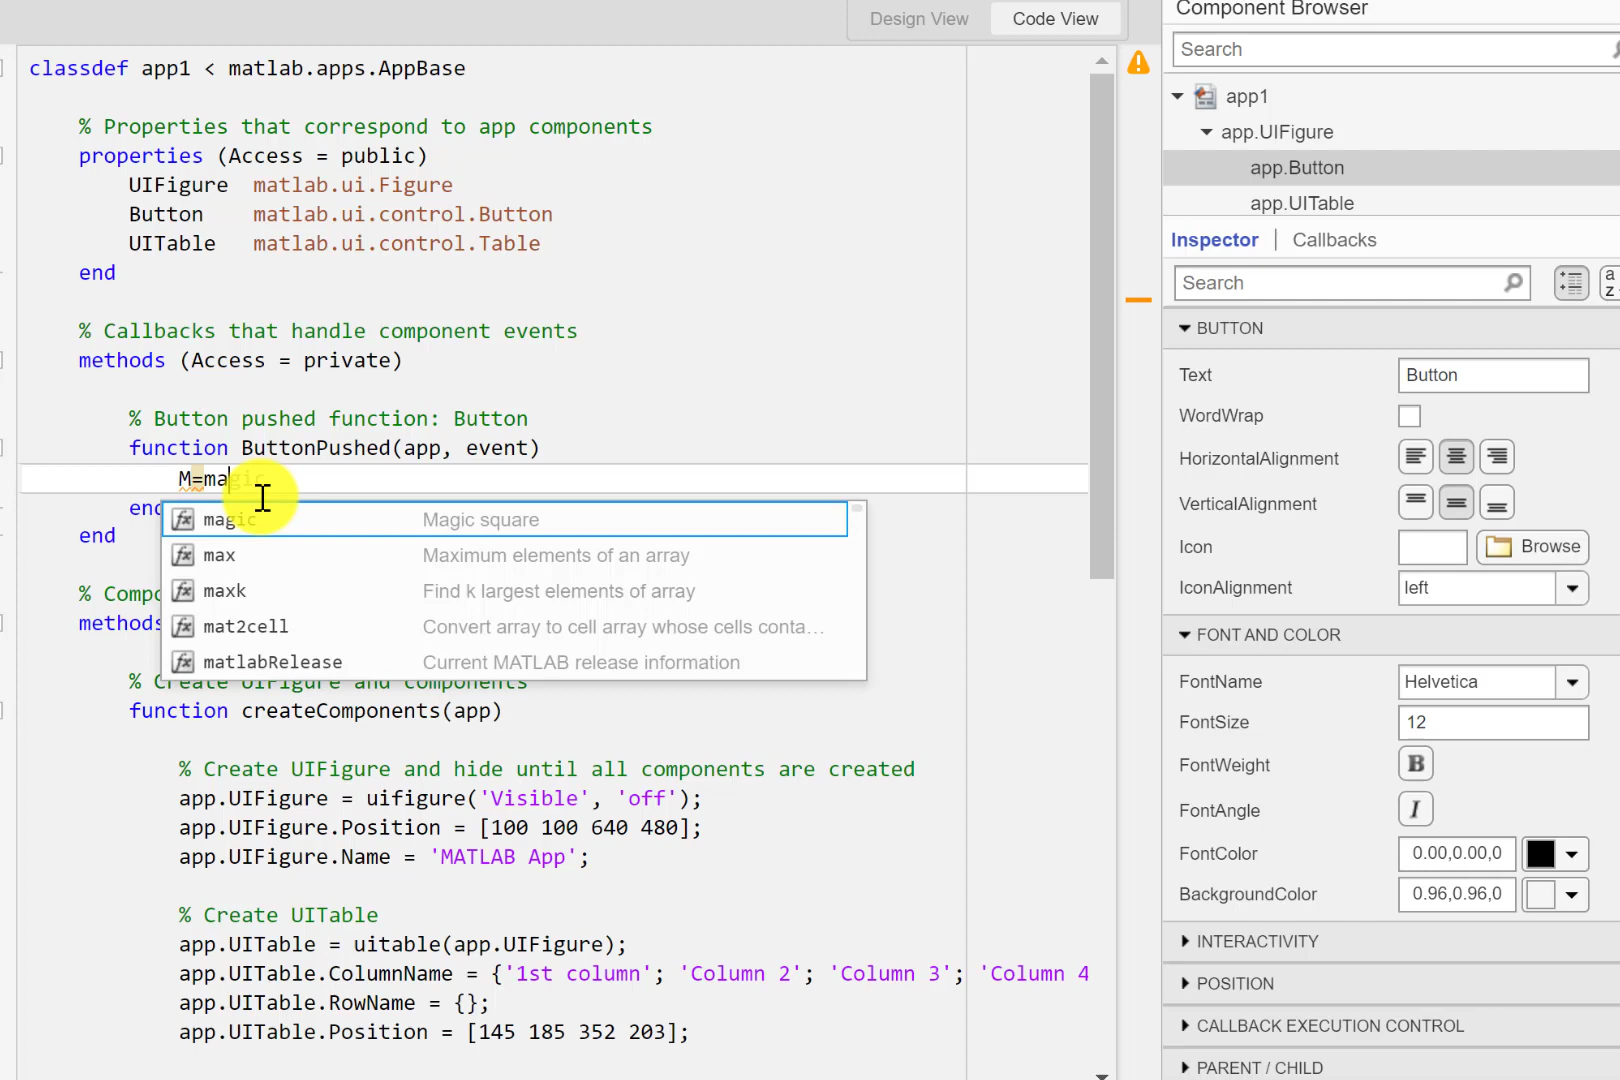 Design View Code View
classdef app1 < matlab.apps.AppBase
% Properties that correspond to app components
properties (Access = public)
UIFigure matlab.ui.Figure
Button matlab.ui.control.Button
UITable matlab.ui.control.Table
end
% Callbacks that handle component events
methods (Access = private)
% Button pushed function: Button
function ButtonPushed(app, event)
M=magic
end
magic Magic square
max Maximum elements of an array
maxk Find k largest elements of array
mat2cell Convert array to cell array whose cells conta…
matlabRelease Current MATLAB release information
end
% Comp
methods
% Create UIFigure and components
function createComponents(app)
% Create UIFigure and hide until all components are created
app.UIFigure = uifigure('Visible', 'off');
app.UIFigure.Position = [100 100 640 480];
app.UIFigure.Name = 'MATLAB App';
% Create UITable
app.UITable = uitable(app.UIFigure);
app.UITable.ColumnName = {'1st column'; 'Column 2'; 'Column 3'; 'Column 4
app.UITable.RowName = {};
app.UITable.Position = [145 185 352 203];
Component Browser
Search
app1
app.UIFigure
app.Button
app.UITable
Inspector | Callbacks
Search
a
z
BUTTON
Text Button
WordWrap
HorizontalAlignment
VerticalAlignment
Icon Browse
IconAlignment left
FONT AND COLOR
FontName Helvetica
FontSize 12
FontWeight B
FontAngle I
FontColor 0.00,0.00,0
BackgroundColor 0.96,0.96,0
INTERACTIVITY
POSITION
CALLBACK EXECUTION CONTROL
PARENT / CHILD